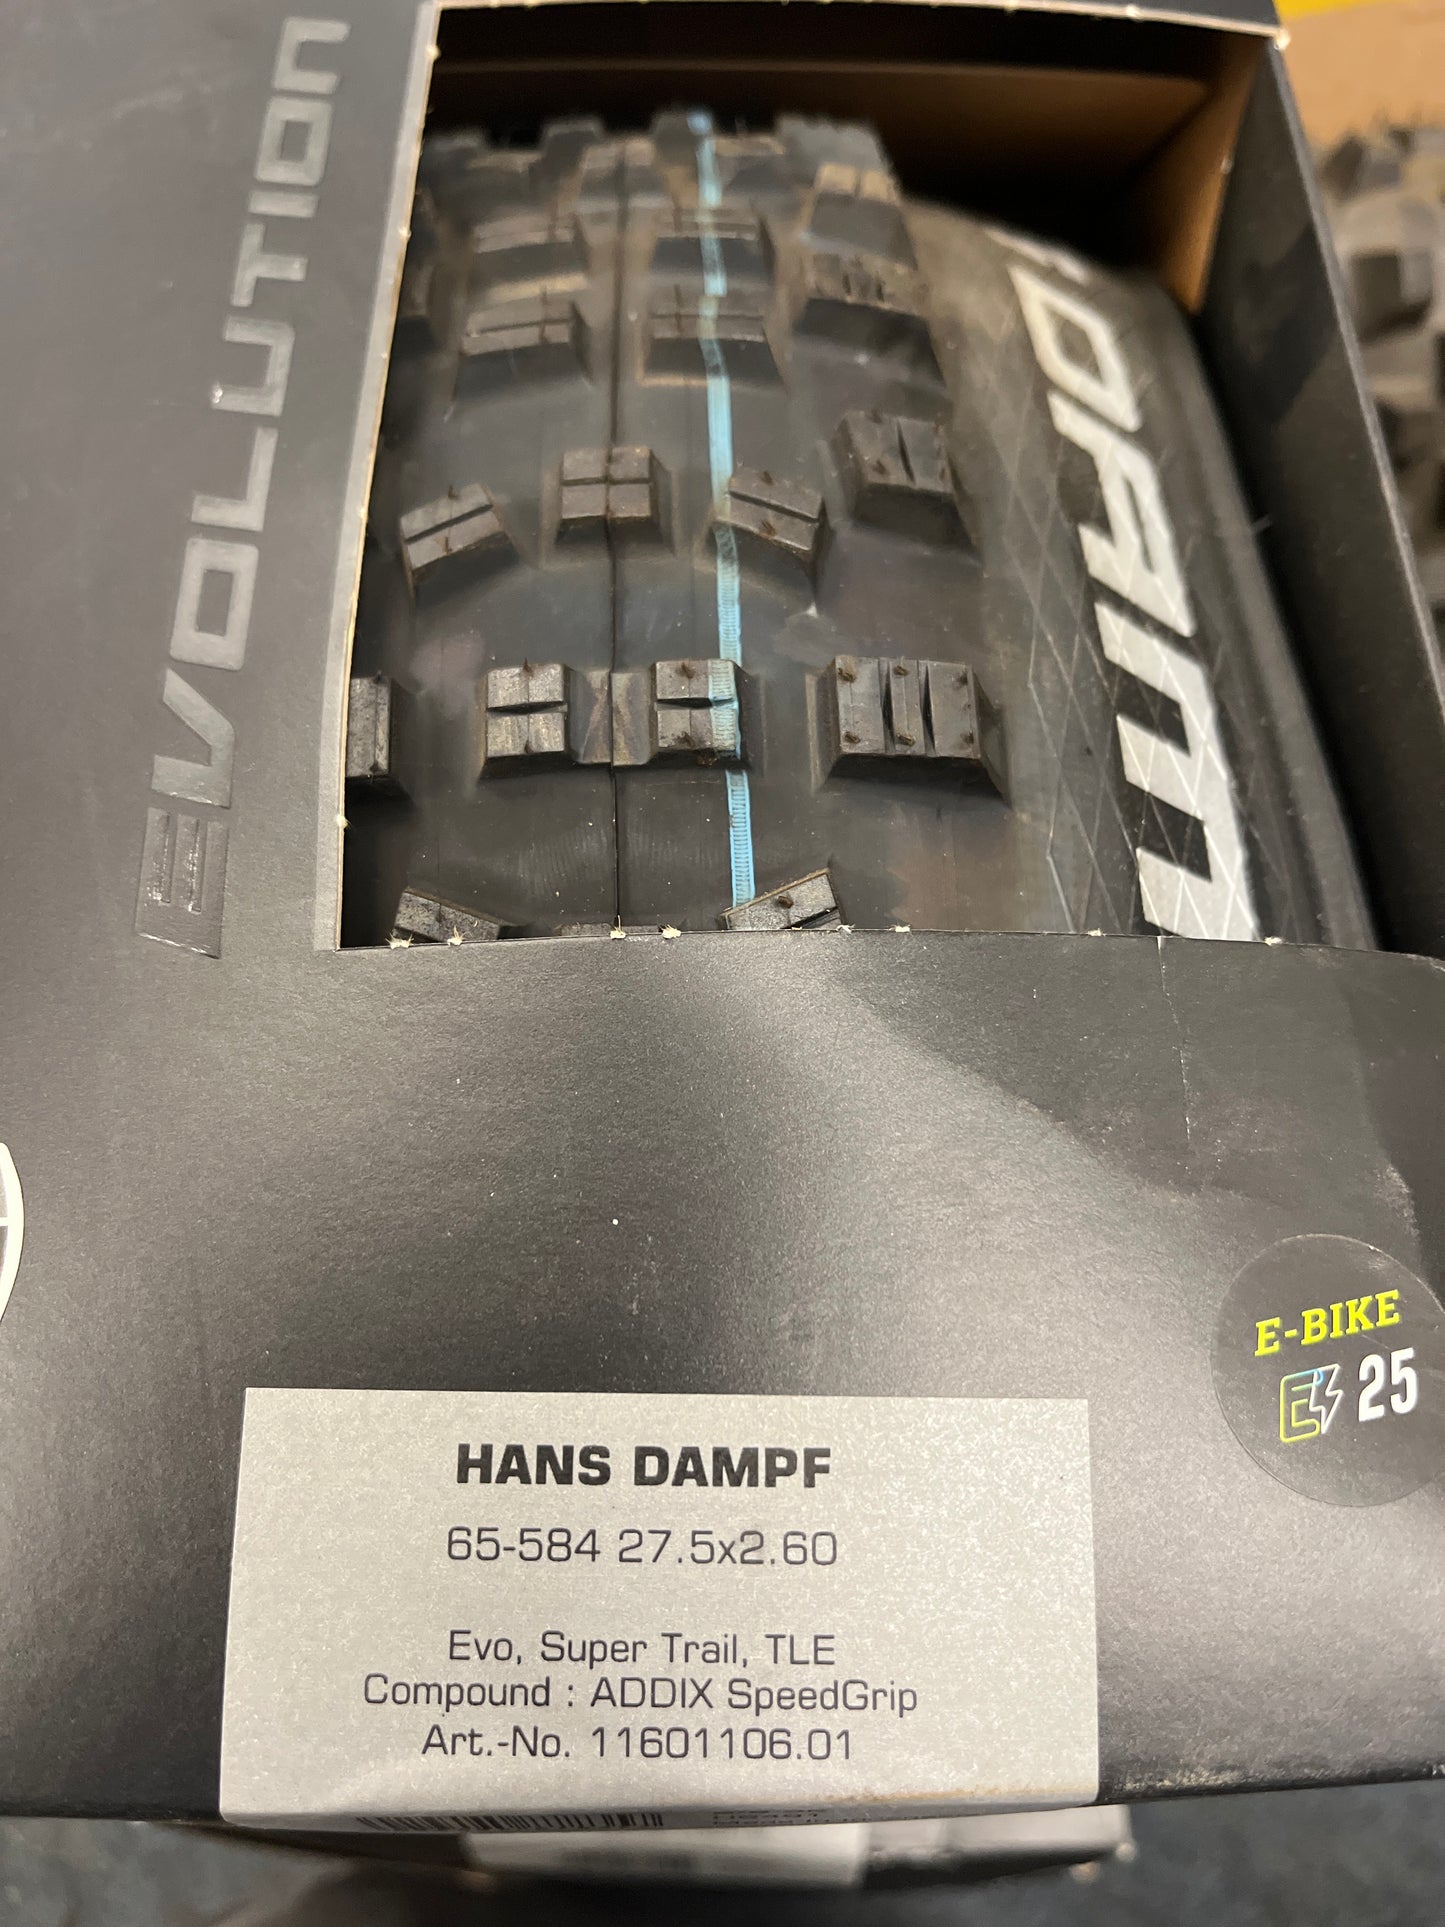 EVOLUTION
E-BIKE
25
HANS DAMPF
65-584 27.5x2.60
Evo, Super Trail, TLE
Compound : ADDIX SpeedGrip
Art.-No. 11601106.01